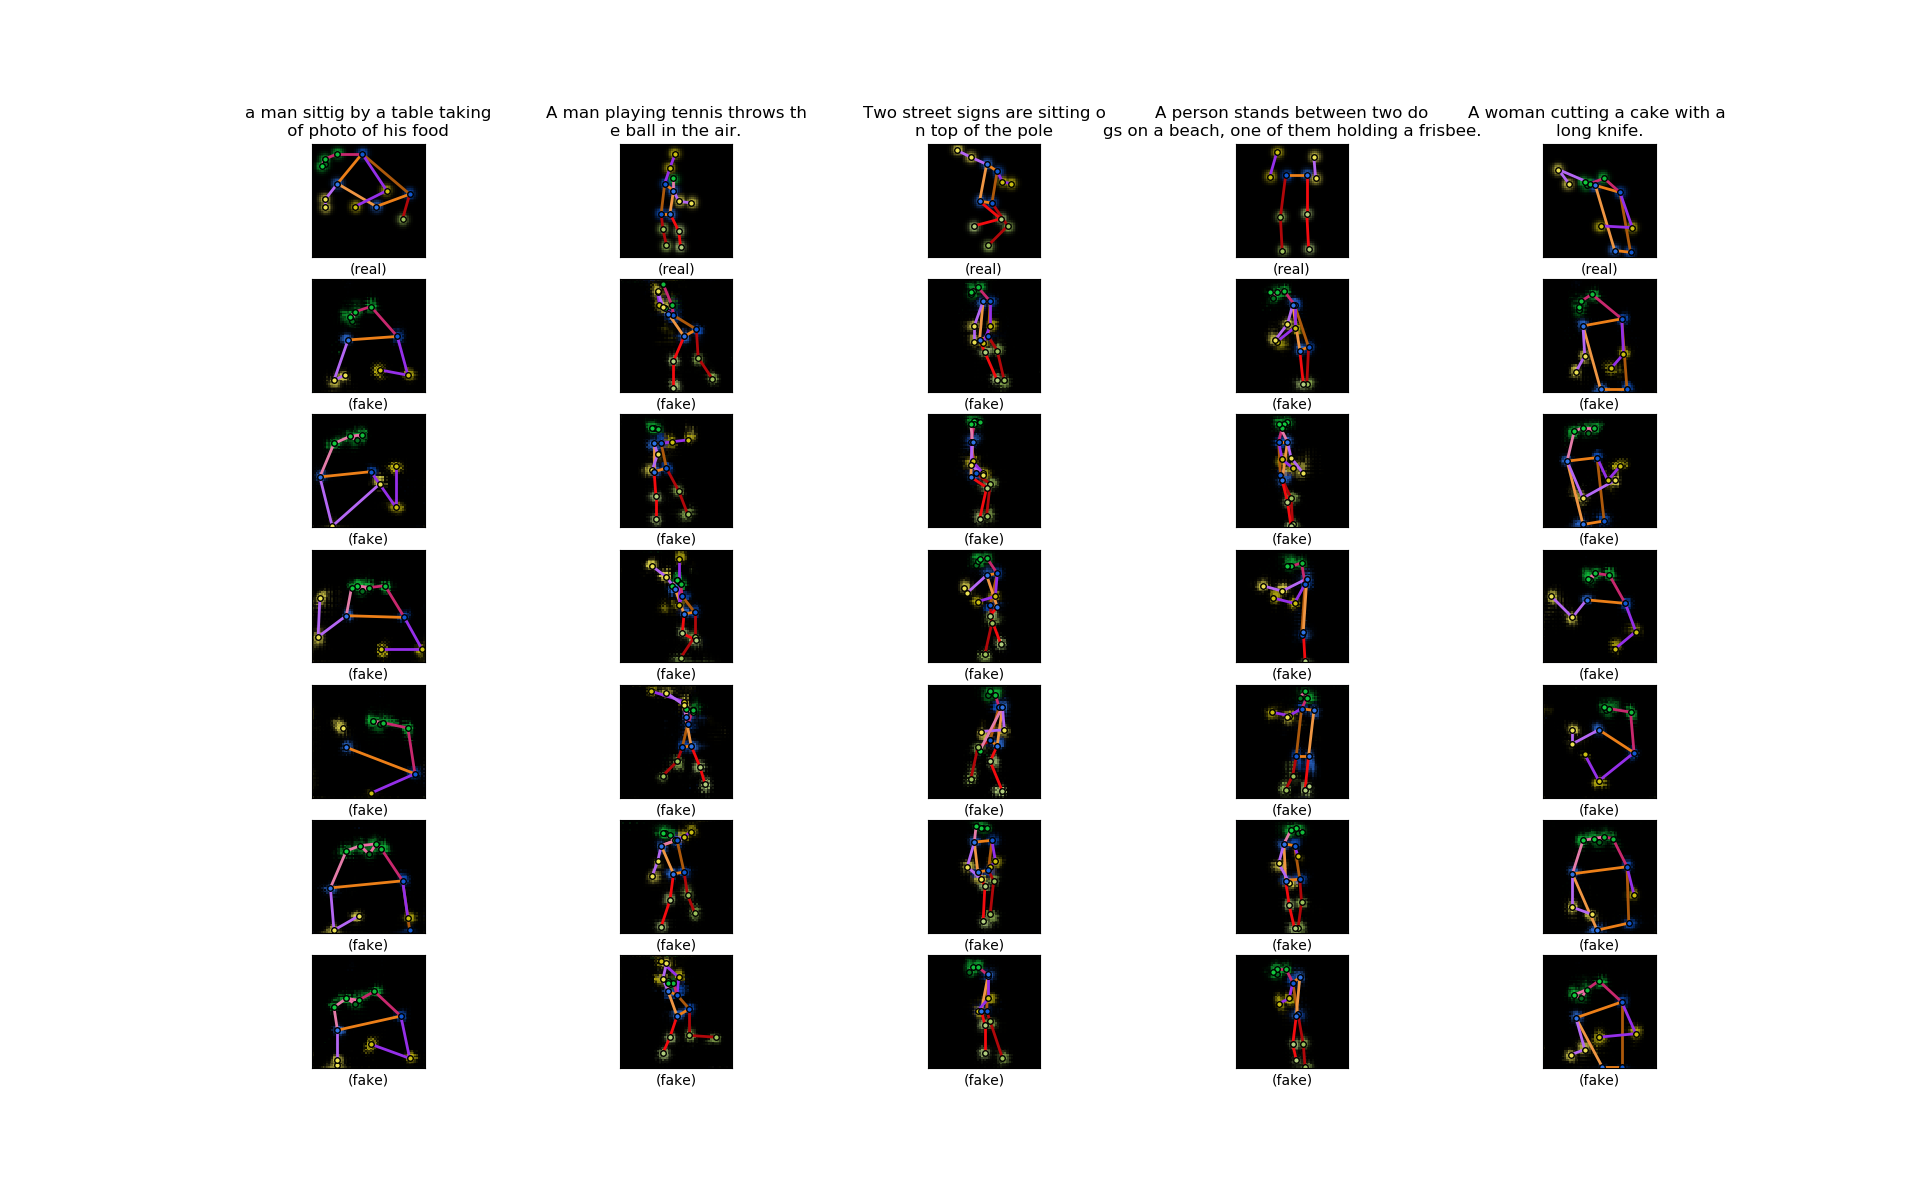 a man sittig by a table taking
of photo of his food
A man playing tennis throws th
e ball in the air.
Two street signs are sitting o
n top of the pole
A person stands between two do
gs on a beach, one of them holding a frisbee.
A woman cutting a cake with a
long knife.
(real) (real) (real) (real) (real)
(fake) (fake) (fake) (fake) (fake)
(fake) (fake) (fake) (fake) (fake)
(fake) (fake) (fake) (fake) (fake)
(fake) (fake) (fake) (fake) (fake)
(fake) (fake) (fake) (fake) (fake)
(fake) (fake) (fake) (fake) (fake)